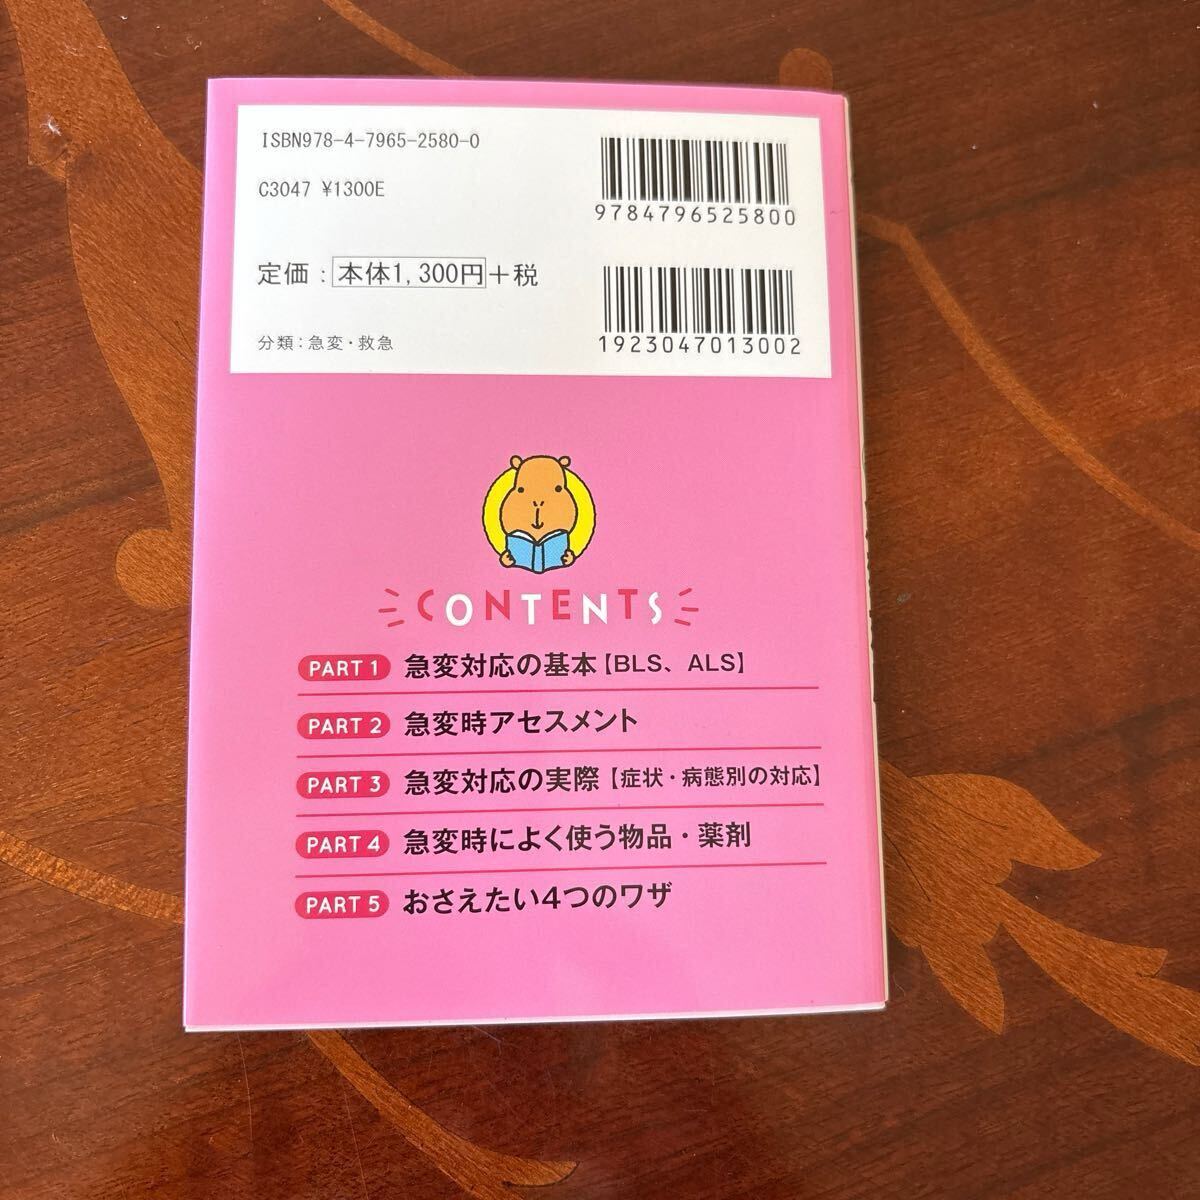 ISBN978-4-7965-2580-0
C3047 ¥1300E
9784796525800
定価：本体1,300円＋税
分類：急変・救急
1923047013002
CONTENTS
PART 1 急変対応の基本【BLS、ALS】
PART 2 急変時アセスメント
PART 3 急変対応の実際【症状・病態別の対応】
PART 4 急変時によく使う物品・薬剤
PART 5 おさえたい4つのワザ